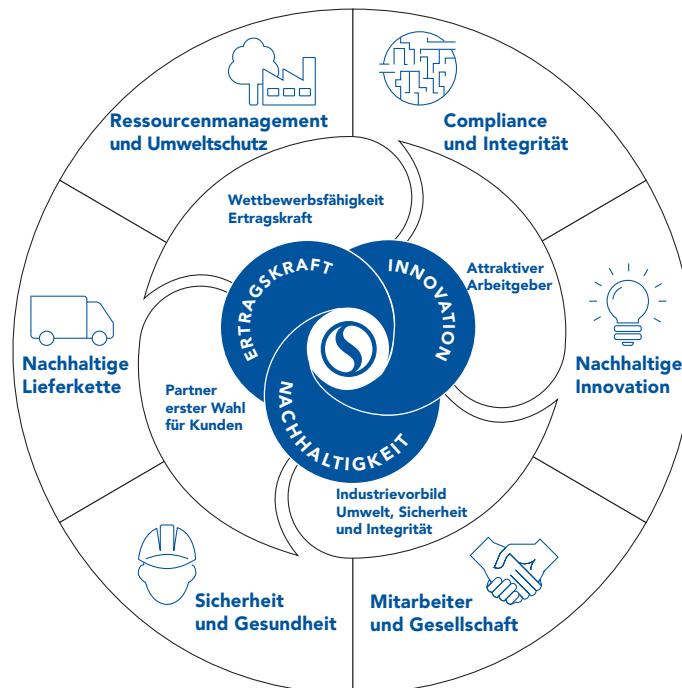 Ressourcenmanagement
und Umweltschutz
Compliance
und Integrität
Wettbewerbsfähigkeit
Ertragskraft
Attraktiver
Arbeitgeber
ERTRAGSKRAFT
INNOVATION
NACHHALTIGKEIT
Nachhaltige
Lieferkette
Nachhaltige
Innovation
Partner
erster Wahl
für Kunden
Industrievorbild
Umwelt, Sicherheit
und Integrität
Sicherheit
und Gesundheit
Mitarbeiter
und Gesellschaft